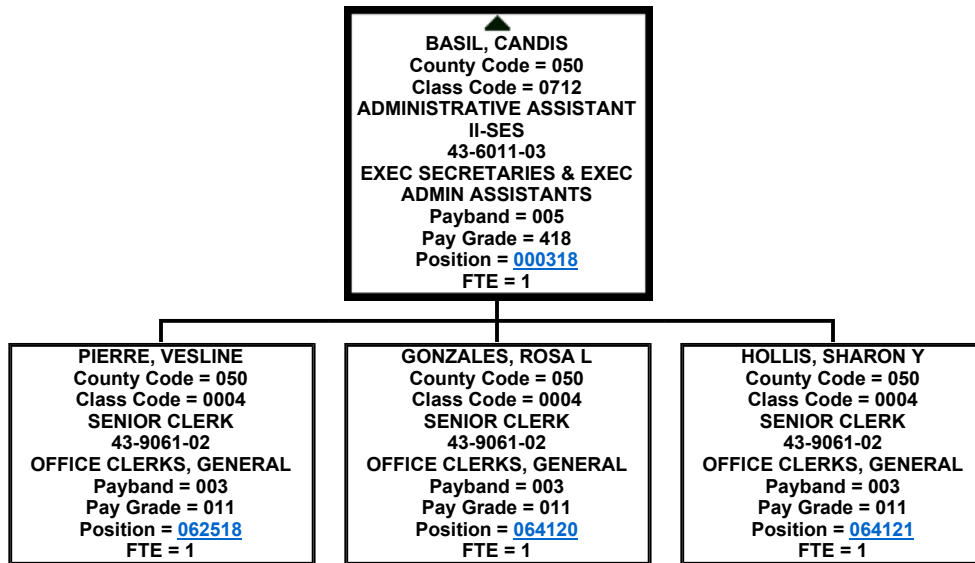 BASIL, CANDIS
County Code = 050
Class Code = 0712
ADMINISTRATIVE ASSISTANT
II-SES
43-6011-03
EXEC SECRETARIES & EXEC
ADMIN ASSISTANTS
Payband = 005
Pay Grade = 418
Position = 000318
FTE = 1
PIERRE, VESLINE
County Code = 050
Class Code = 0004
SENIOR CLERK
43-9061-02
OFFICE CLERKS, GENERAL
Payband = 003
Pay Grade = 011
Position = 062518
FTE = 1
GONZALES, ROSA L
County Code = 050
Class Code = 0004
SENIOR CLERK
43-9061-02
OFFICE CLERKS, GENERAL
Payband = 003
Pay Grade = 011
Position = 064120
FTE = 1
HOLLIS, SHARON Y
County Code = 050
Class Code = 0004
SENIOR CLERK
43-9061-02
OFFICE CLERKS, GENERAL
Payband = 003
Pay Grade = 011
Position = 064121
FTE = 1